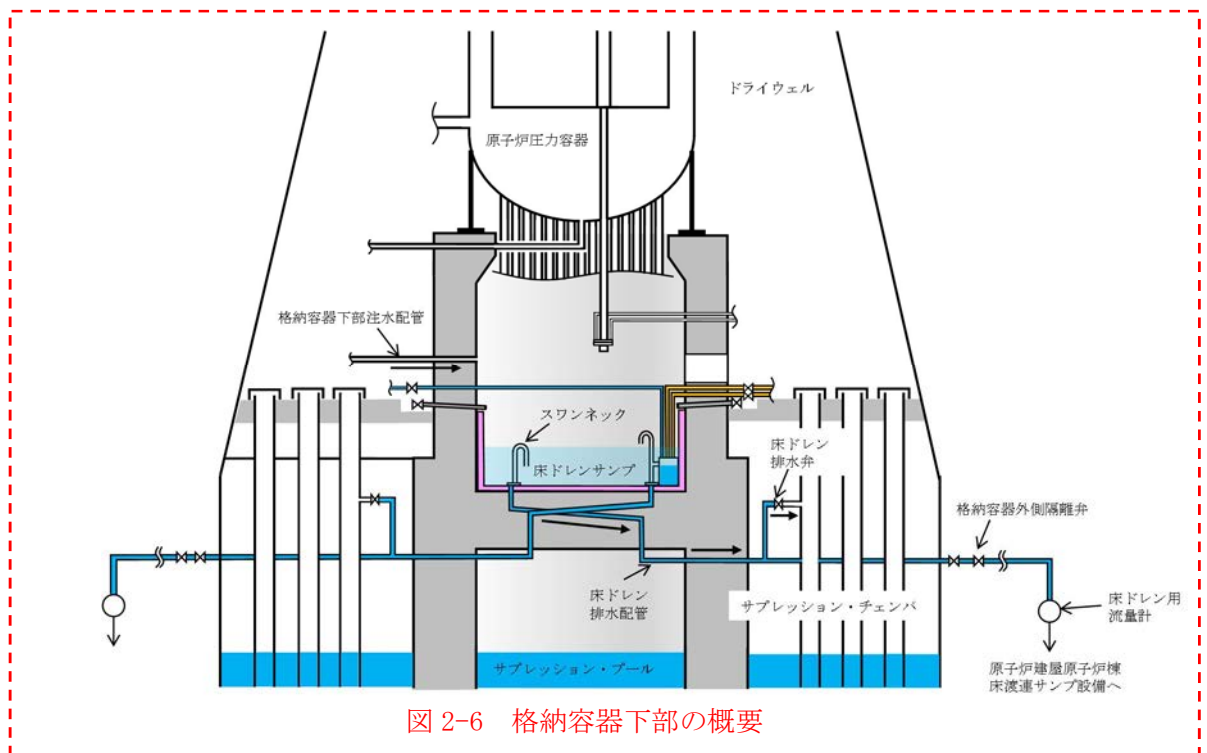 ドライウェル
原子炉圧力容器
格納容器下部注水配管
スワンネック
床ドレンサンプ
床ドレン
排水弁
格納容器外側隔離弁
床ドレン
排水配管
サプレッション・チェンバ
床ドレン用
流量計
サプレッション・プール
原子炉建屋原子炉棟
床渡連サンプ設備へ
図 2-6 格納容器下部の概要